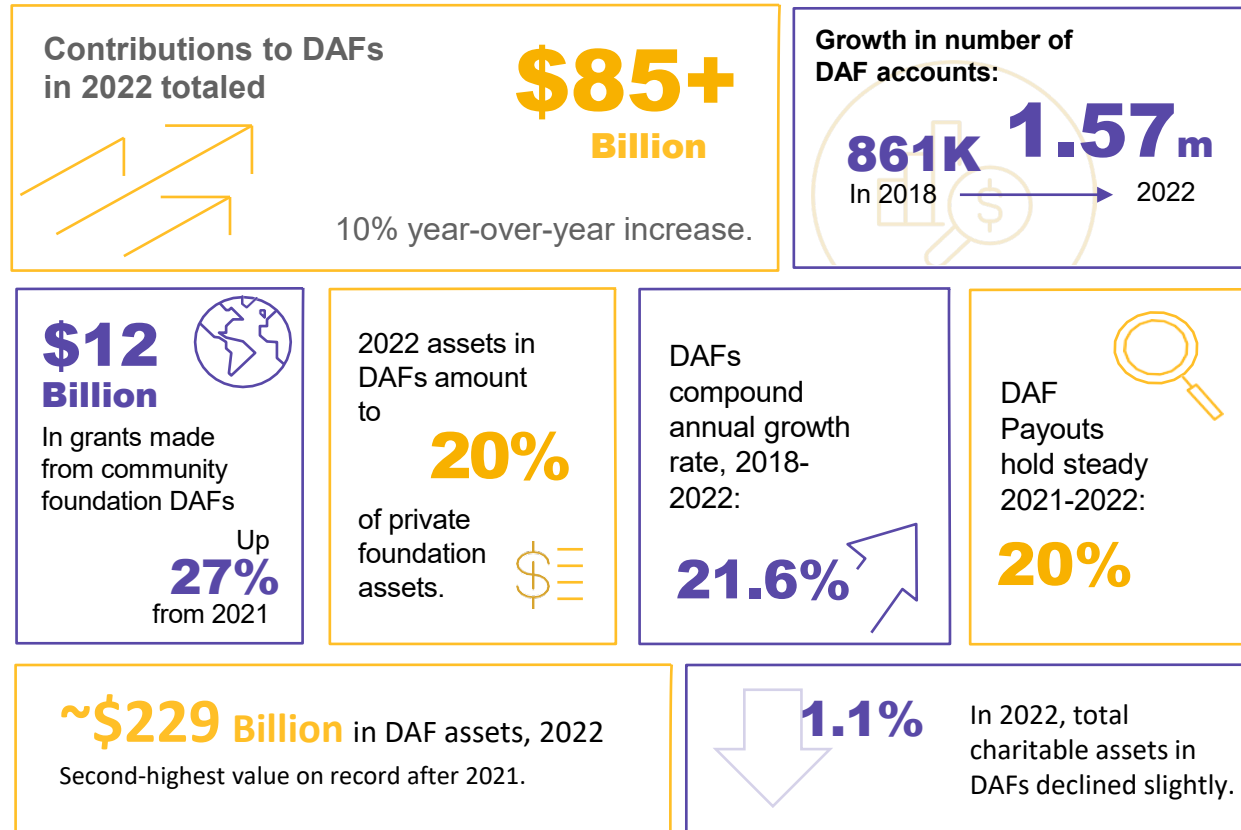 Contributions to DAFs
in 2022 totaled
$85+
Billion
10% year-over-year increase.
Growth in number of
DAF accounts:
861K
In 2018
1.57m
2022
$12
Billion
In grants made
from community
foundation DAFs
Up
27%
from 2021
2022 assets in
DAFs amount
to
20%
of private
foundation
assets.
DAFs
compound
annual growth
rate, 2018-
2022:
21.6%
DAF
Payouts
hold steady
2021-2022:
20%
~$229 Billion in DAF assets, 2022
Second-highest value on record after 2021.
1.1%
In 2022, total
charitable assets in
DAFs declined slightly.